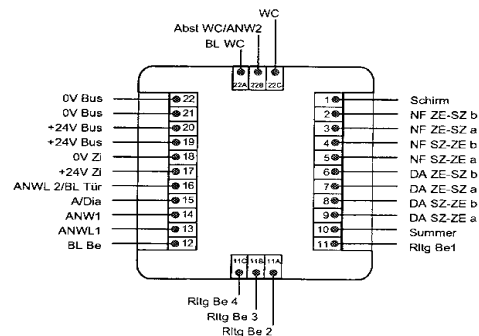 WC
Abst WC/ANW2
BL WC
22A 22B 22C
0V Bus 22 1 Schirm
0V Bus 21 2 NF ZE-SZ b
+24V Bus 20 3 NF ZE-SZ a
+24V Bus 19 4 NF SZ-ZE b
0V Zi 18 5 NF SZ-ZE a
+24V Zi 17 6 DA ZE-SZ b
ANWL 2/BL Tür 16 7 DA ZE-SZ a
A/Dia 15 8 DA SZ-ZE b
ANW1 14 9 DA SZ-ZE a
ANWL1 13 10 Summer
BL Be 12 11 Rltg Be1
11C 11B 11A
Rltg Be 4
Rltg Be 3
Rltg Be 2